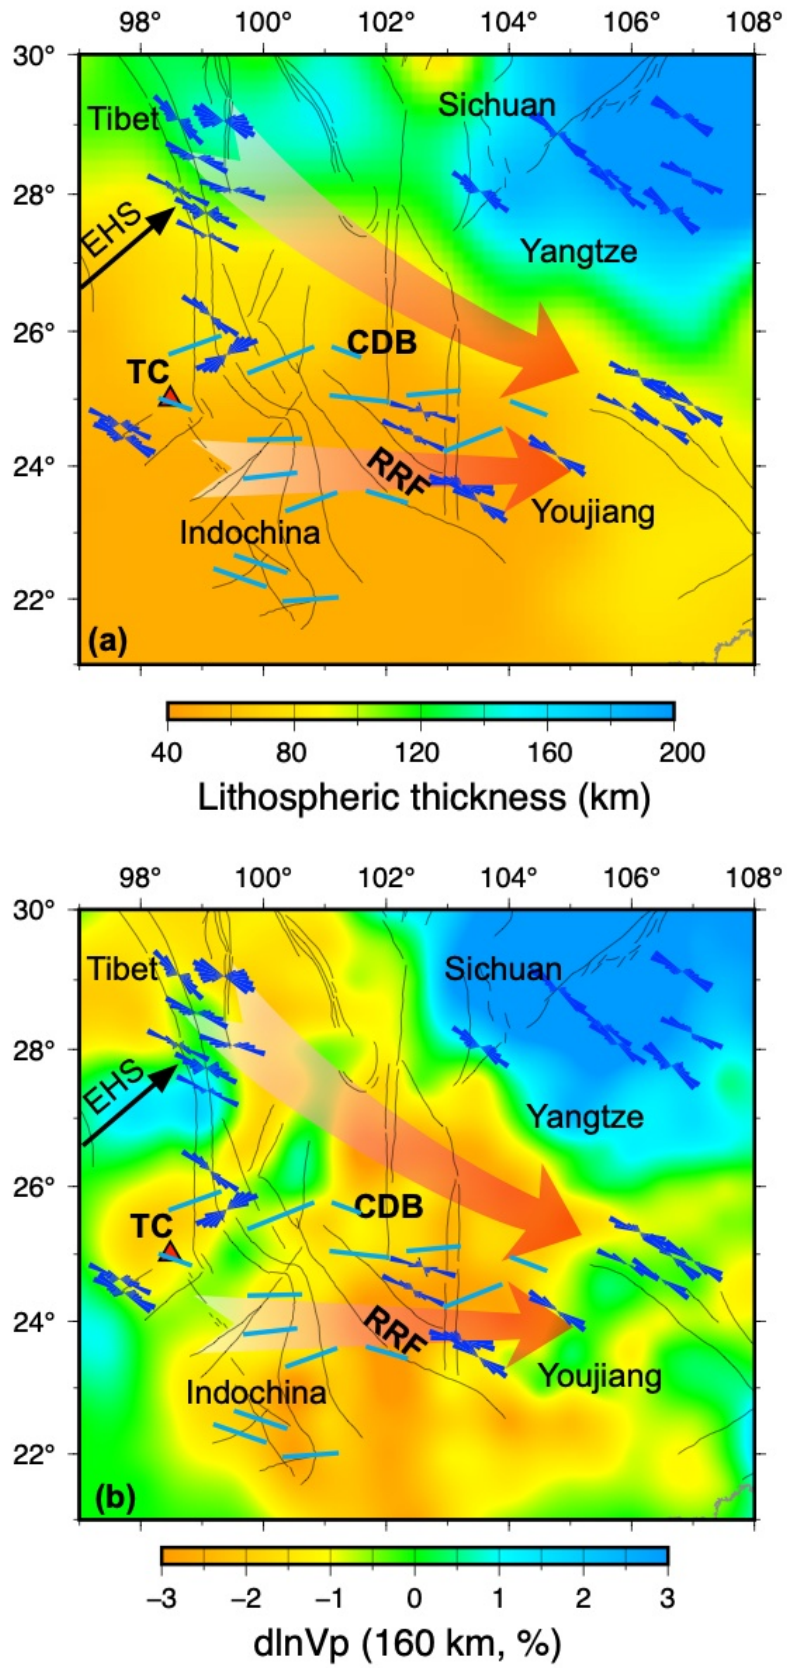 98° 100° 102° 104° 106° 108°
30°
Tibet
Sichuan
28°
EHS
Yangtze
26°
CDB
TC
24°
RRF
Youjiang
Indochina
22°
(a)
40 80 120 160 200
Lithospheric thickness (km)
98° 100° 102° 104° 106° 108°
30°
Tibet
Sichuan
28°
EHS
Yangtze
26°
CDB
TC
24°
RRF
Youjiang
Indochina
22°
(b)
−3 −2 −1 0 1 2 3
dlnVp (160 km, %)